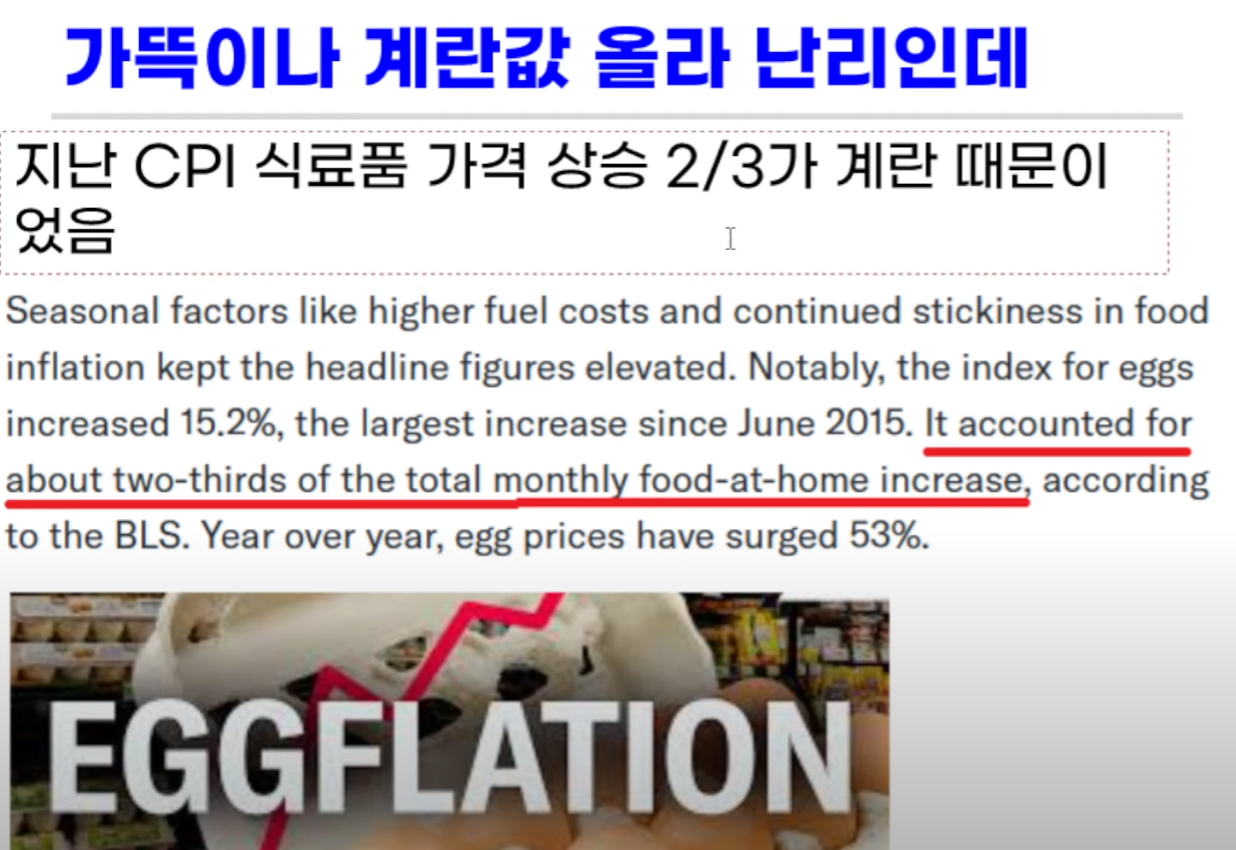 가뜩이나 계란값 올라 난리인데
지난 CPI 식료품 가격 상승 2/3가 계란 때문이
었음
Seasonal factors like higher fuel costs and continued stickiness in food
inflation kept the headline figures elevated. Notably, the index for eggs
increased 15.2%, the largest increase since June 2015. It accounted for
about two-thirds of the total monthly food-at-home increase, according
to the BLS. Year over year, egg prices have surged 53%.
EGGFLATION